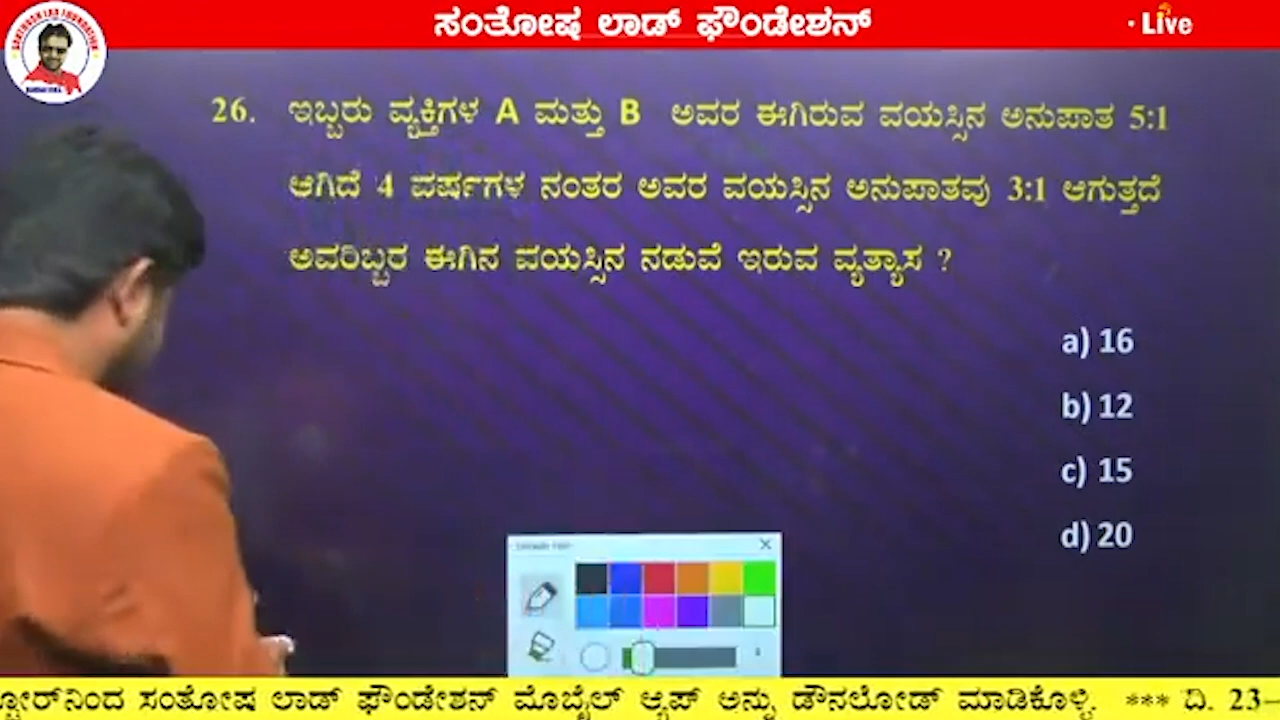 ಸಂತೋಷ ಲಾಡ್ ಫೌಂಡೇಶನ್
· Live
26. ಇಬ್ಬರು ವ್ಯಕ್ತಿಗಳ A ಮತ್ತು B ಅವರ ಈಗಿರುವ ವಯಸ್ಸಿನ ಅನುಪಾತ 5:1
ಆಗಿದೆ 4 ವರ್ಷಗಳ ನಂತರ ಅವರ ವಯಸ್ಸಿನ ಅನುಪಾತವು 3:1 ಆಗುತ್ತದೆ
ಅವರಿಬ್ಬರ ಈಗಿನ ವಯಸ್ಸಿನ ನಡುವೆ ಇರುವ ವ್ಯತ್ಯಾಸ ?
a) 16
b) 12
c) 15
d) 20
ಸಂತೋಷ ಲಾಡ್ ಫೌಂಡೇಶನ್ ಮೊಬೈಲ್ ಆ್ಯಪ್ ಅನ್ನು ಡೌನಲೋಡ್ ಮಾಡಿಕೊಳ್ಳಿ. *** ದಿ. 23–